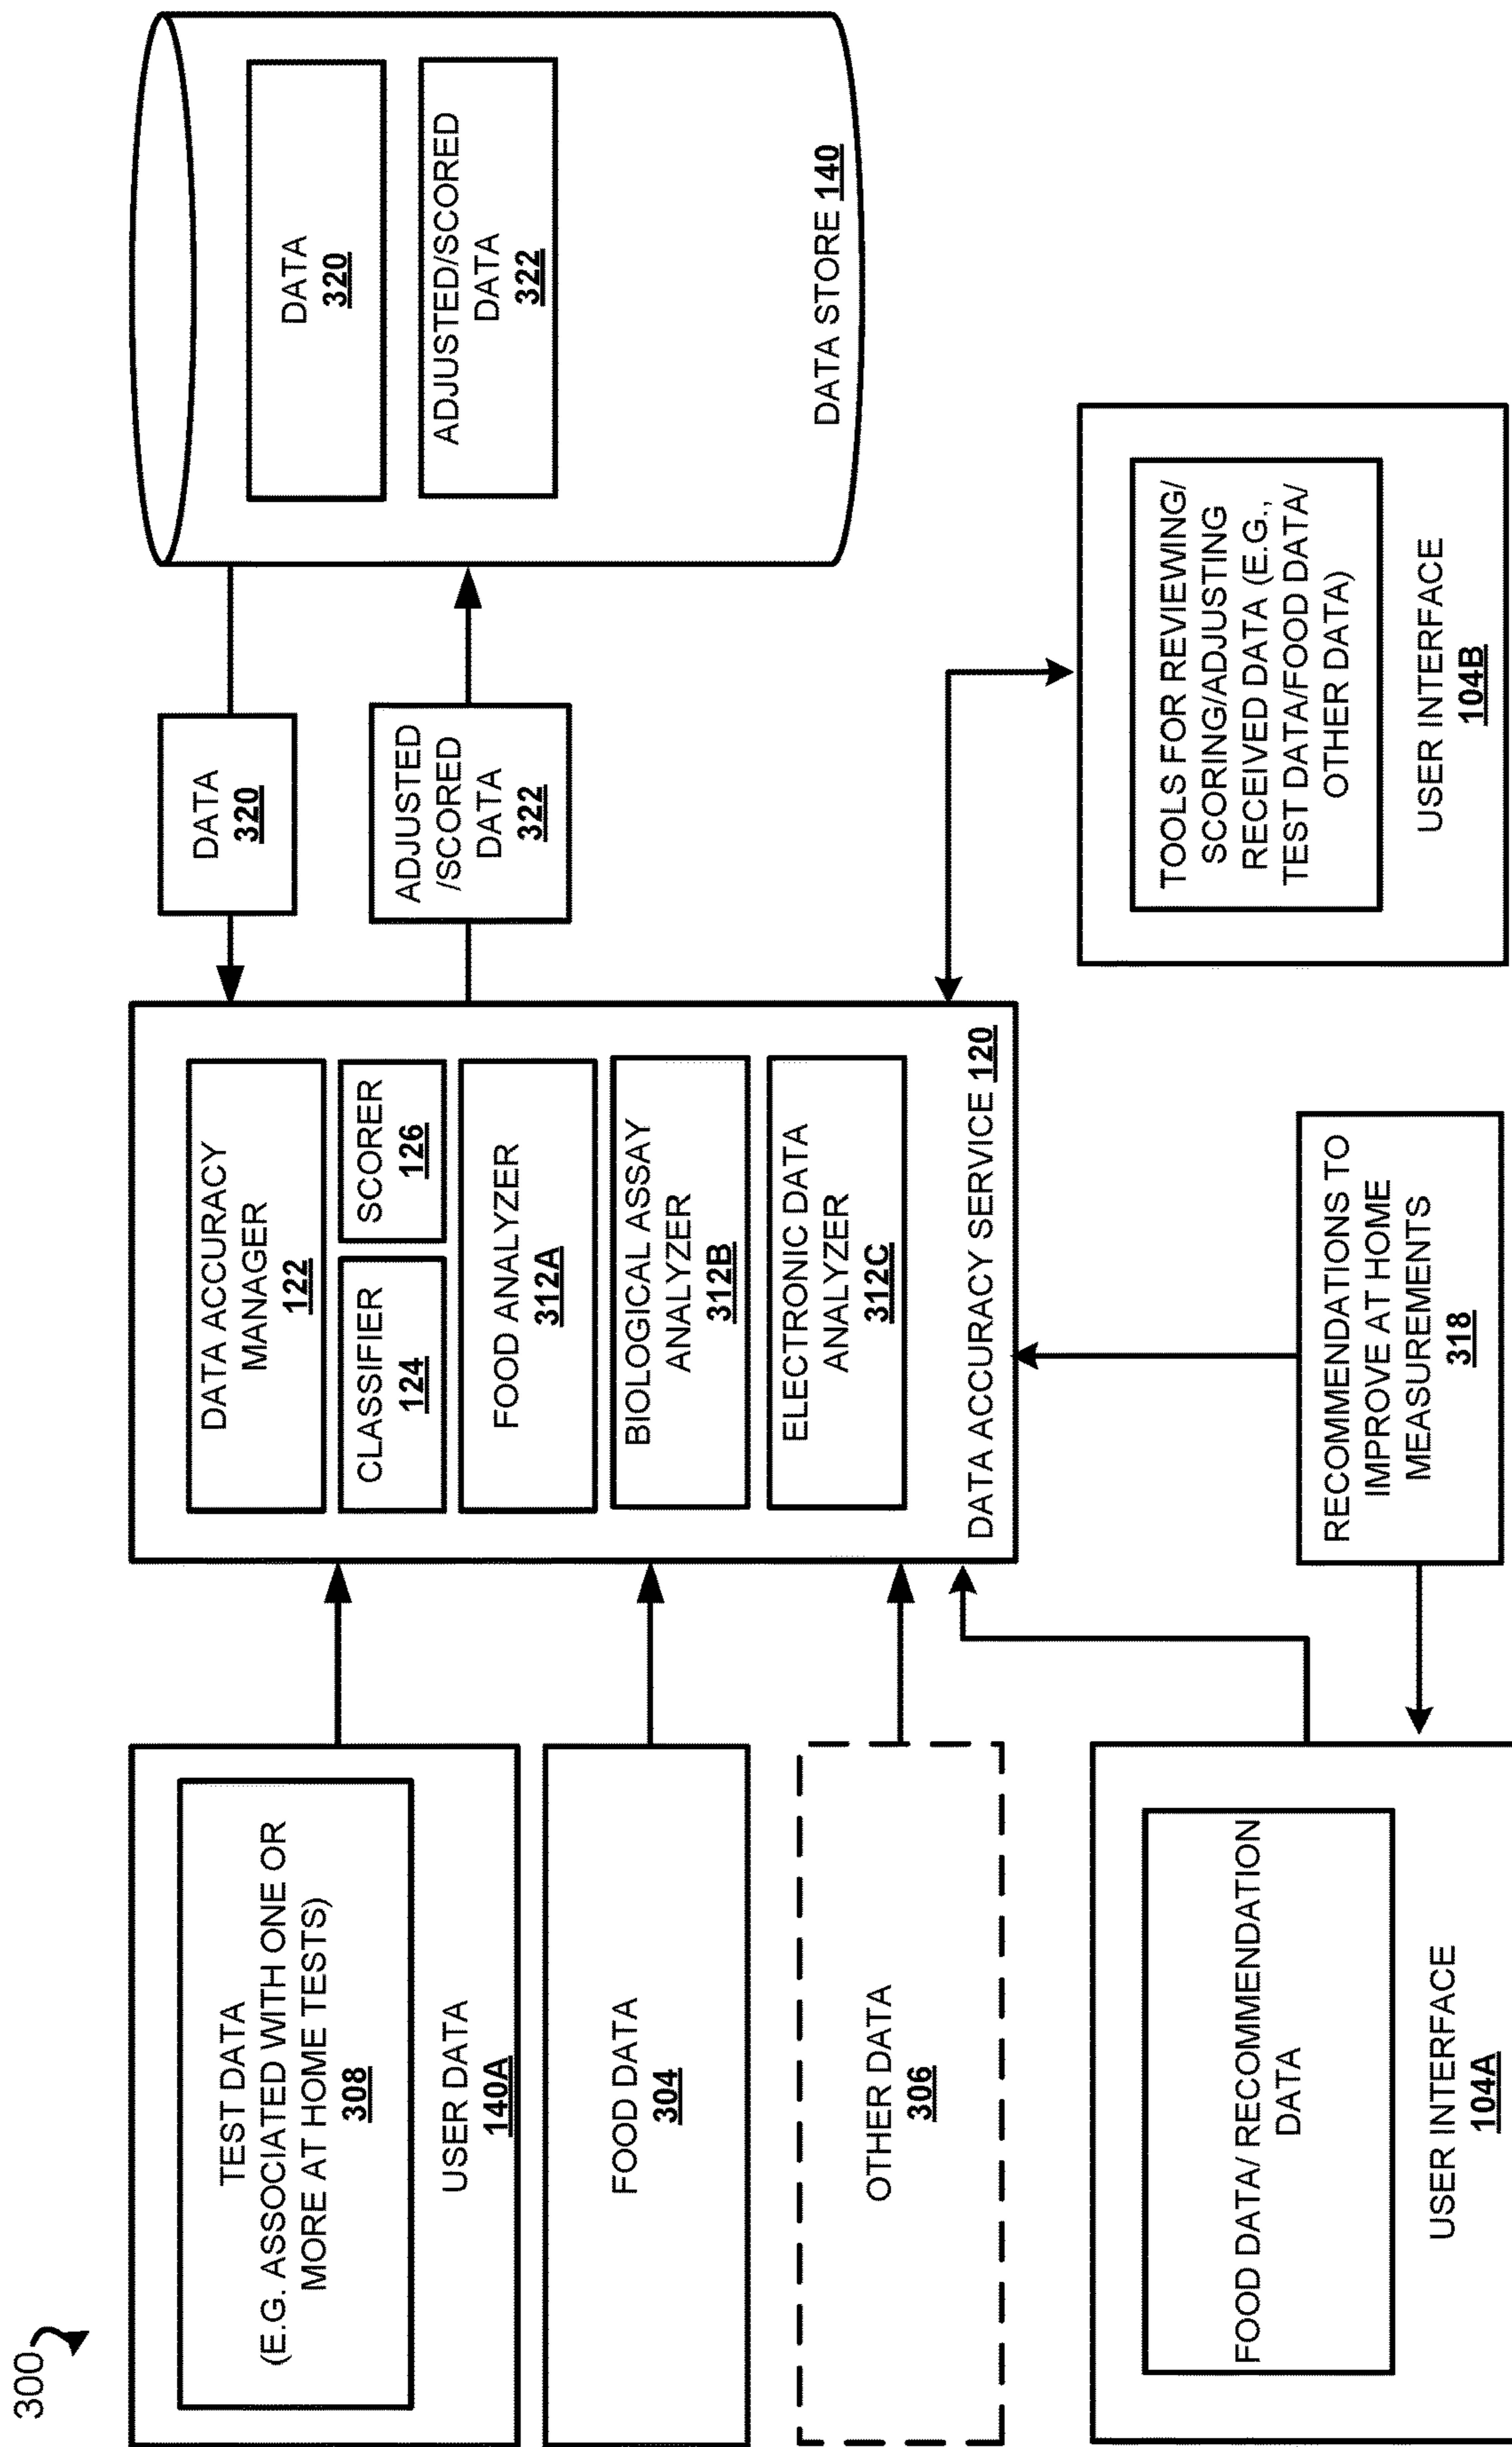 300
TEST DATA
(E.G. ASSOCIATED WITH ONE OR
MORE AT HOME TESTS)
308
USER DATA
140A
FOOD DATA
304
OTHER DATA
306
FOOD DATA/ RECOMMENDATION
DATA
USER INTERFACE
104A
DATA ACCURACY
MANAGER
122
CLASSIFIER
124
SCORER
126
FOOD ANALYZER
312A
BIOLOGICAL ASSAY
ANALYZER
312B
ELECTRONIC DATA
ANALYZER
312C
DATA ACCURACY SERVICE 120
RECOMMENDATIONS TO
IMPROVE AT HOME
MEASUREMENTS
318
DATA
320
ADJUSTED
/SCORED
DATA
322
DATA
320
ADJUSTED/SCORED
DATA
322
DATA STORE 140
TOOLS FOR REVIEWING/
SCORING/ADJUSTING
RECEIVED DATA (E.G.,
TEST DATA/FOOD DATA/
OTHER DATA)
USER INTERFACE
104B